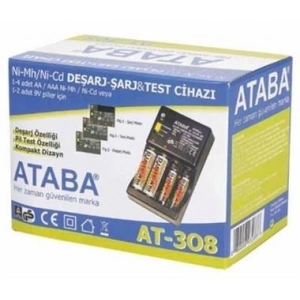 Ni-Mh/Ni-Cd DEŞARJ-ŞARJ&TEST CİHAZI
1-4 adet AA / AAA Ni-Mh / Ni-Cd veya
1-2 adet 9V piller için
Deşarj Özelliği
Pil Test Özelliği
Kompakt Dizayn
ATABA
ATABA®
Her zaman güvenilen marka
AT-308
ATABA®
Her zaman güvenilen marka